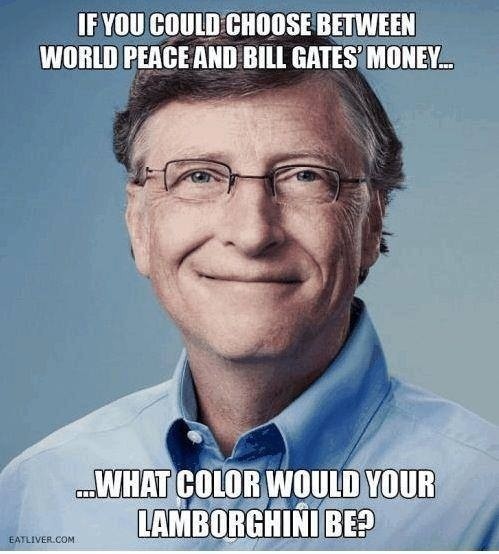 IF YOU COULD CHOOSE BETWEEN
WORLD PEACE AND BILL GATES' MONEY...
...WHAT COLOR WOULD YOUR
LAMBORGHINI BE?
EATLIVER.COM